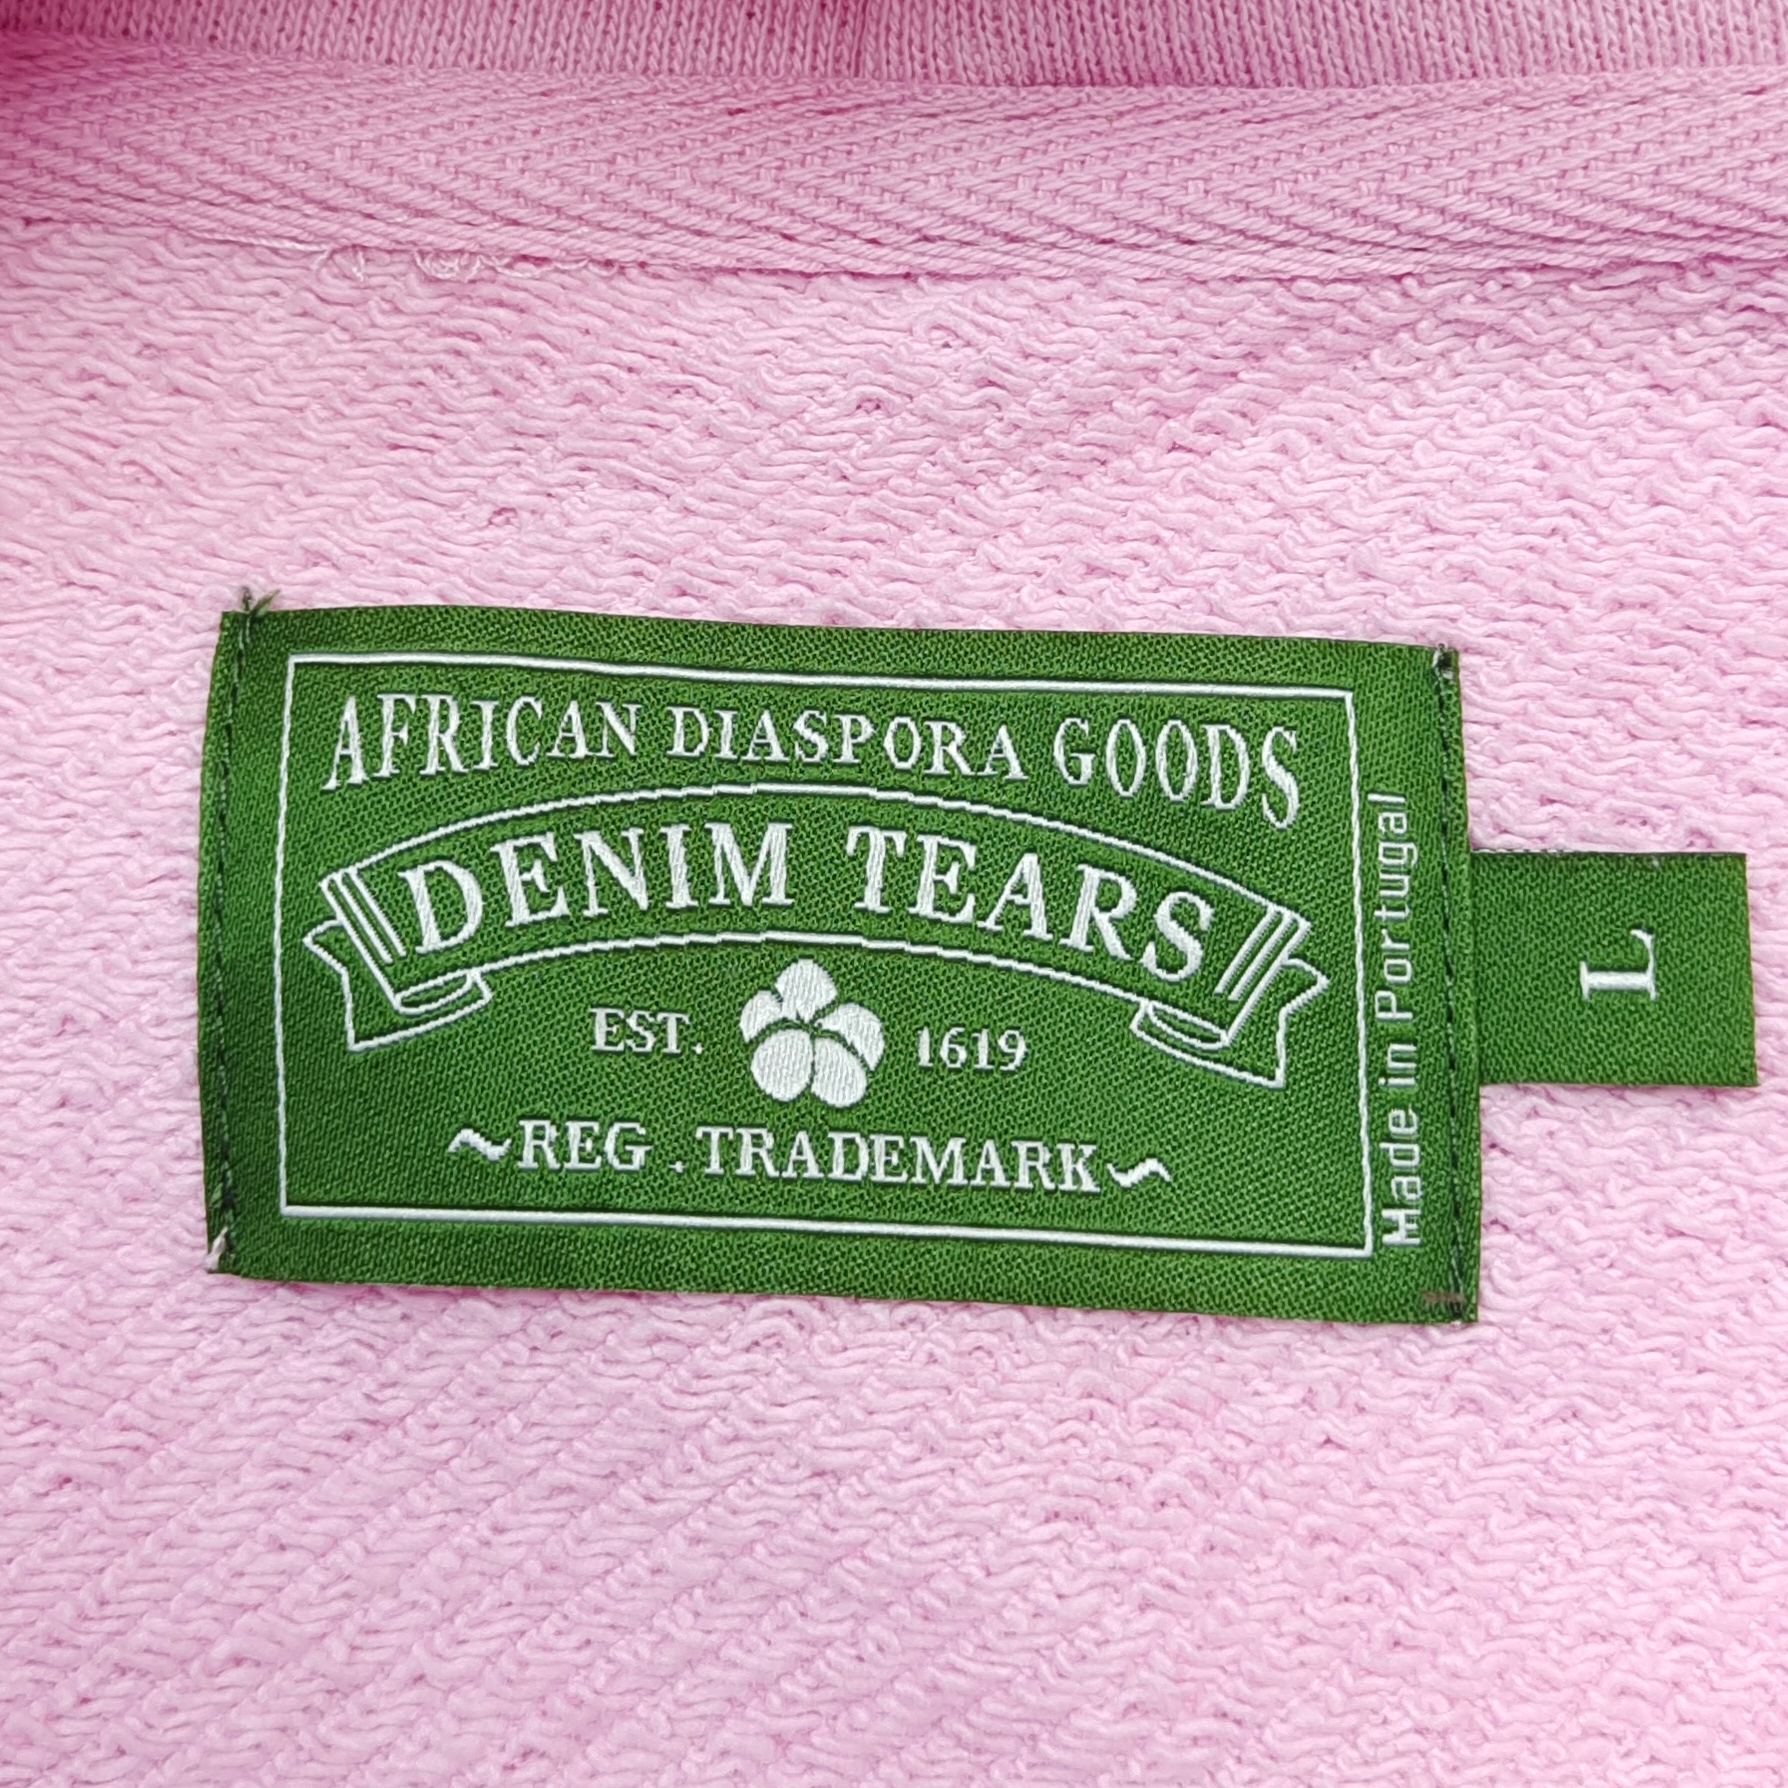 AFRICAN DIASPORA GOODS
DENIM TEARS
EST. 1619
~REG . TRADEMARK~
Made in Portugal
L